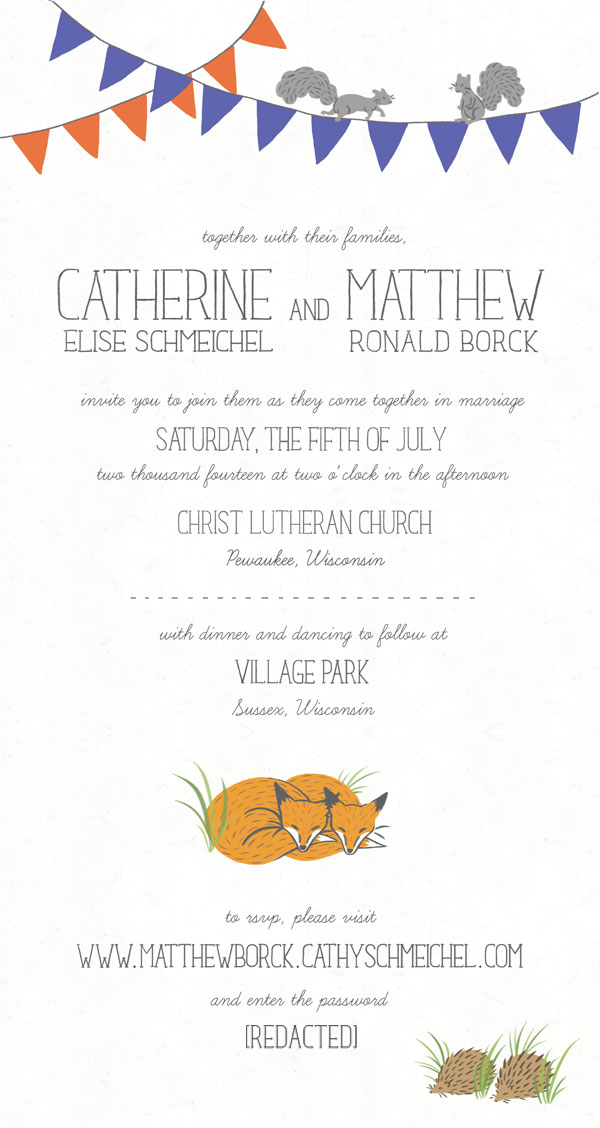 together with their families,
CATHERINE AND MATTHEW
ELISE SCHMEICHEL RONALD BORCK
invite you to join them as they come together in marriage
SATURDAY, THE FIFTH OF JULY
two thousand fourteen at two o'clock in the afternoon
CHRIST LUTHERAN CHURCH
Pewaukee, Wisconsin
with dinner and dancing to follow at
VILLAGE PARK
Sussex, Wisconsin
to rsvp, please visit
WWW.MATTHEWBORCK.CATHYSCHMEICHEL.COM
and enter the password
[REDACTED]